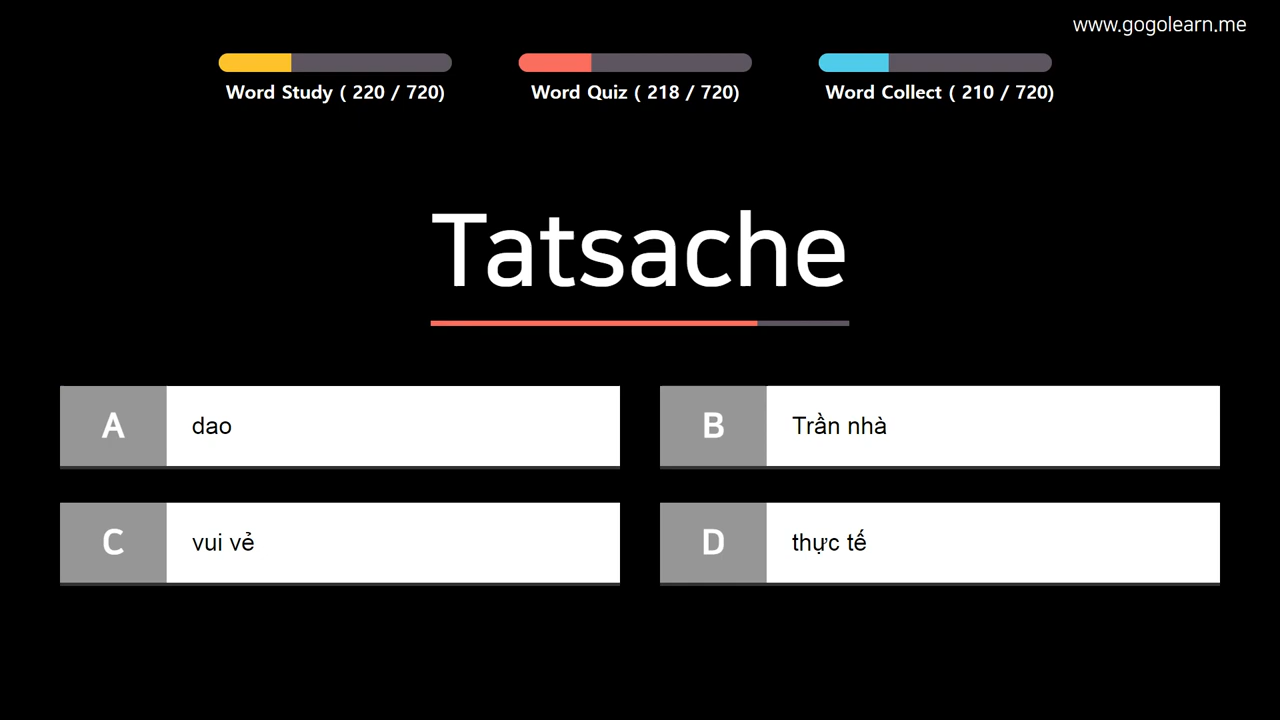 www.gogolearn.me
Word Study ( 220 / 720)
Word Quiz ( 218 / 720)
Word Collect ( 210 / 720)
Tatsache
A
dao
B
Trần nhà
C
vui vẻ
D
thực tế